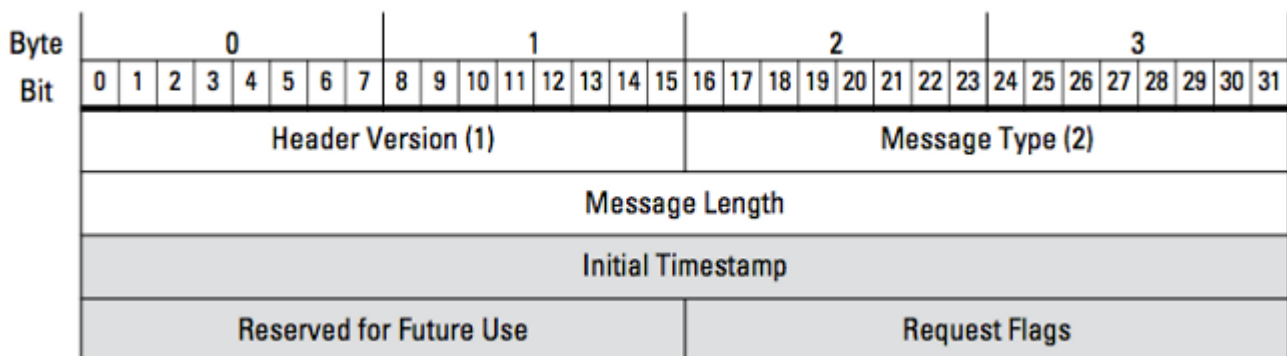 Byte 0 1 2 3
Bit 0 1 2 3 4 5 6 7 8 9 10 11 12 13 14 15 16 17 18 19 20 21 22 23 24 25 26 27 28 29 30 31
Header Version (1) Message Type (2)
Message Length
Initial Timestamp
Reserved for Future Use Request Flags